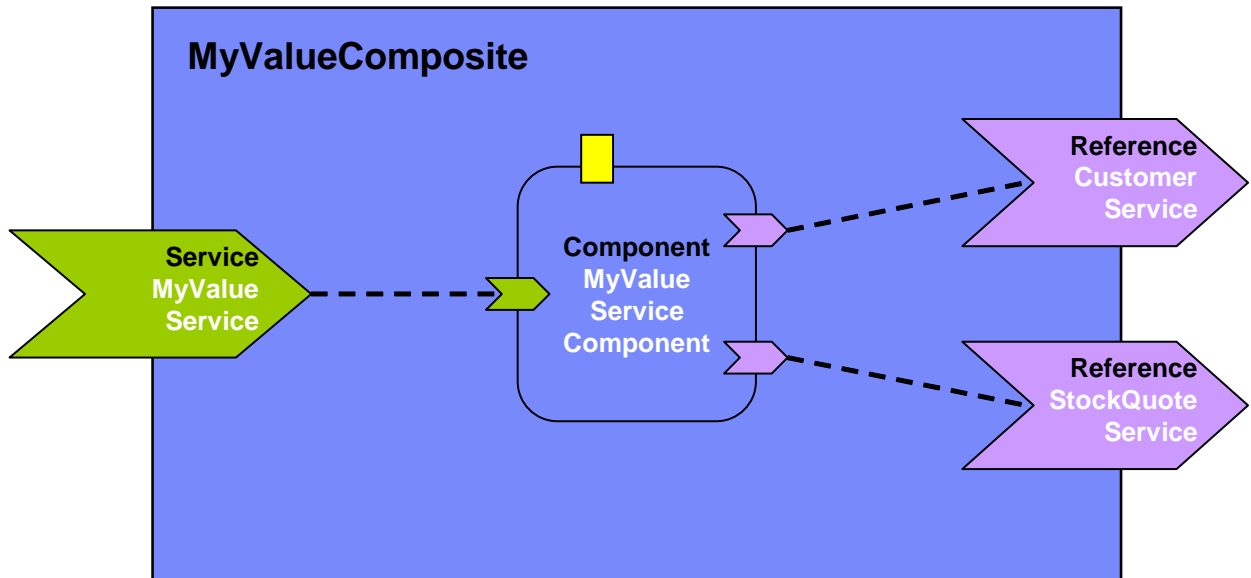 MyValueComposite
Service
MyValue
Service
Component
MyValue
Service
Component
Reference
Customer
Service
Reference
StockQuote
Service